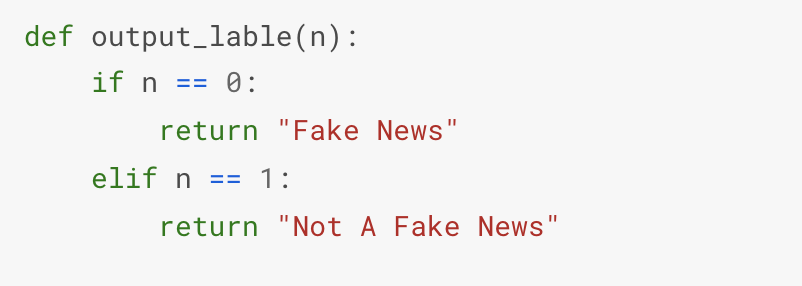 def output_lable(n):
    if n == 0:
        return "Fake News"
    elif n == 1:
        return "Not A Fake News"